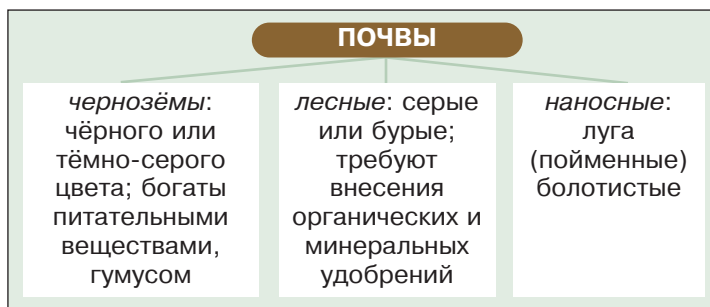 ПОЧВЫ
чернозёмы:
чёрного или
тёмно-серого
цвета; богаты
питательными
веществами,
гумусом
лесные: серые
или бурые;
требуют
внесения
органических и
минеральных
удобрений
наносные:
луга
(пойменные)
болотистые